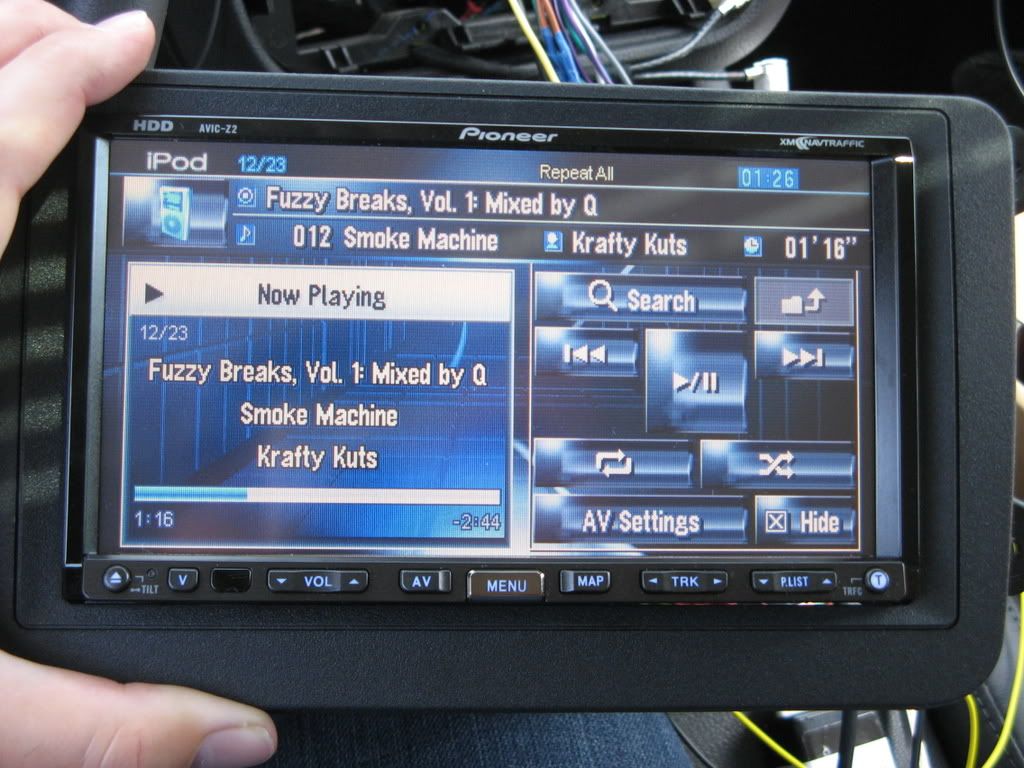 HDD AVIC-Z2 Pioneer XM NAVTRAFFIC
iPod 12/23 Repeat All 01:26
Fuzzy Breaks, Vol. 1: Mixed by Q
012 Smoke Machine Krafty Kuts 01'16"
Now Playing
12/23
Fuzzy Breaks, Vol. 1: Mixed by Q
Smoke Machine
Krafty Kuts
1:16 -2:44
Search
AV Settings Hide
TILT V VOL AV MENU MAP TRK P.LIST TRFC T